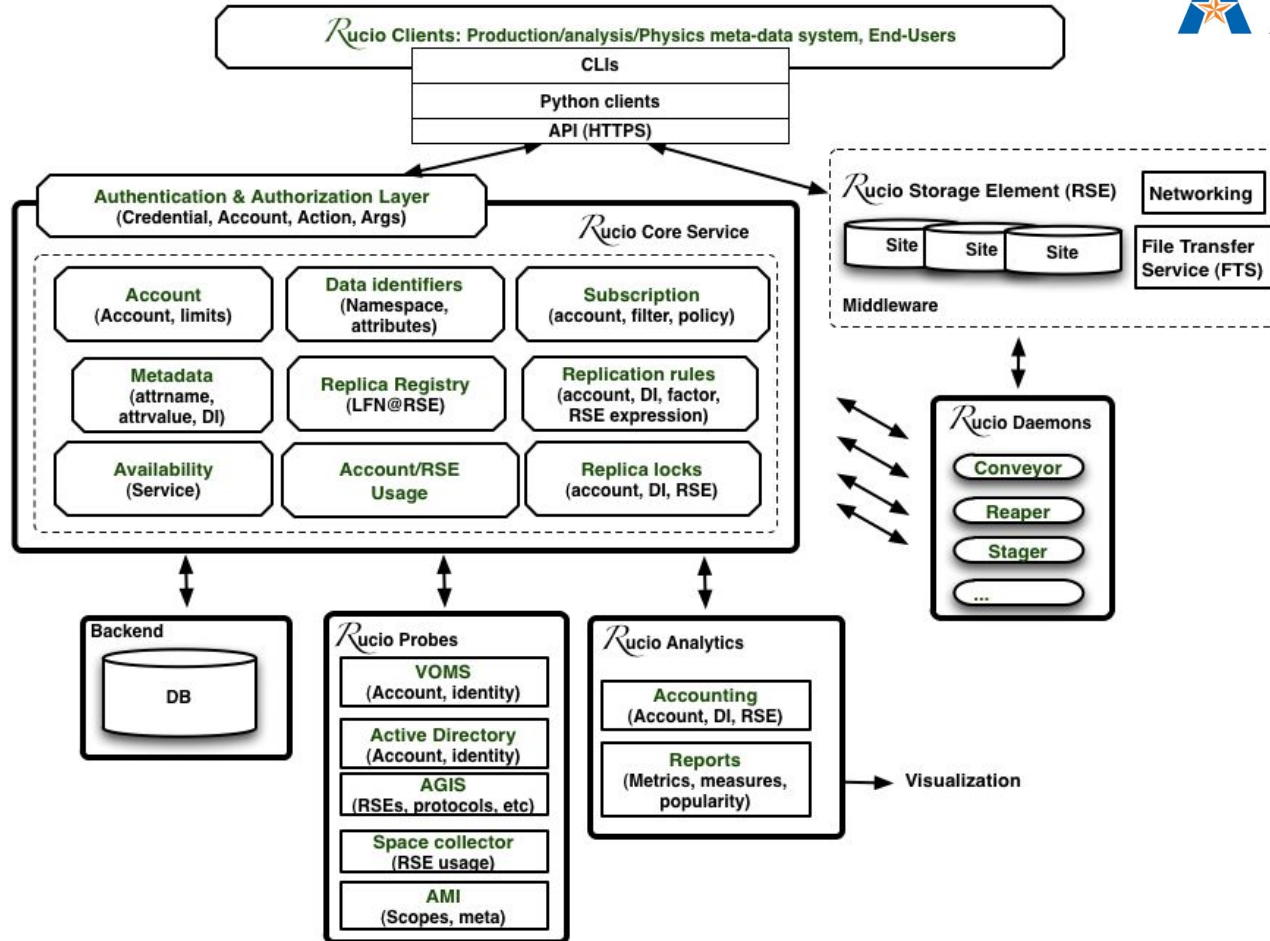 Rucio Clients: Production/analysis/Physics meta-data system, End-Users
CLIs
Python clients
API (HTTPS)
Authentication & Authorization Layer
(Credential, Account, Action, Args)
Rucio Core Service
Account
(Account, limits)
Data identifiers
(Namespace,
attributes)
Subscription
(account, filter, policy)
Metadata
(attrname,
attrvalue, DI)
Replica Registry
(LFN@RSE)
Replication rules
(account, DI, factor,
RSE expression)
Availability
(Service)
Account/RSE
Usage
Replica locks
(account, DI, RSE)
Rucio Storage Element (RSE)
Site
Site
Site
Middleware
Networking
File Transfer
Service (FTS)
Rucio Daemons
Conveyor
Reaper
Stager
...
Backend
DB
Rucio Probes
VOMS
(Account, identity)
Active Directory
(Account, identity)
AGIS
(RSEs, protocols, etc)
Space collector
(RSE usage)
AMI
(Scopes, meta)
Rucio Analytics
Accounting
(Account, DI, RSE)
Reports
(Metrics, measures,
popularity)
Visualization